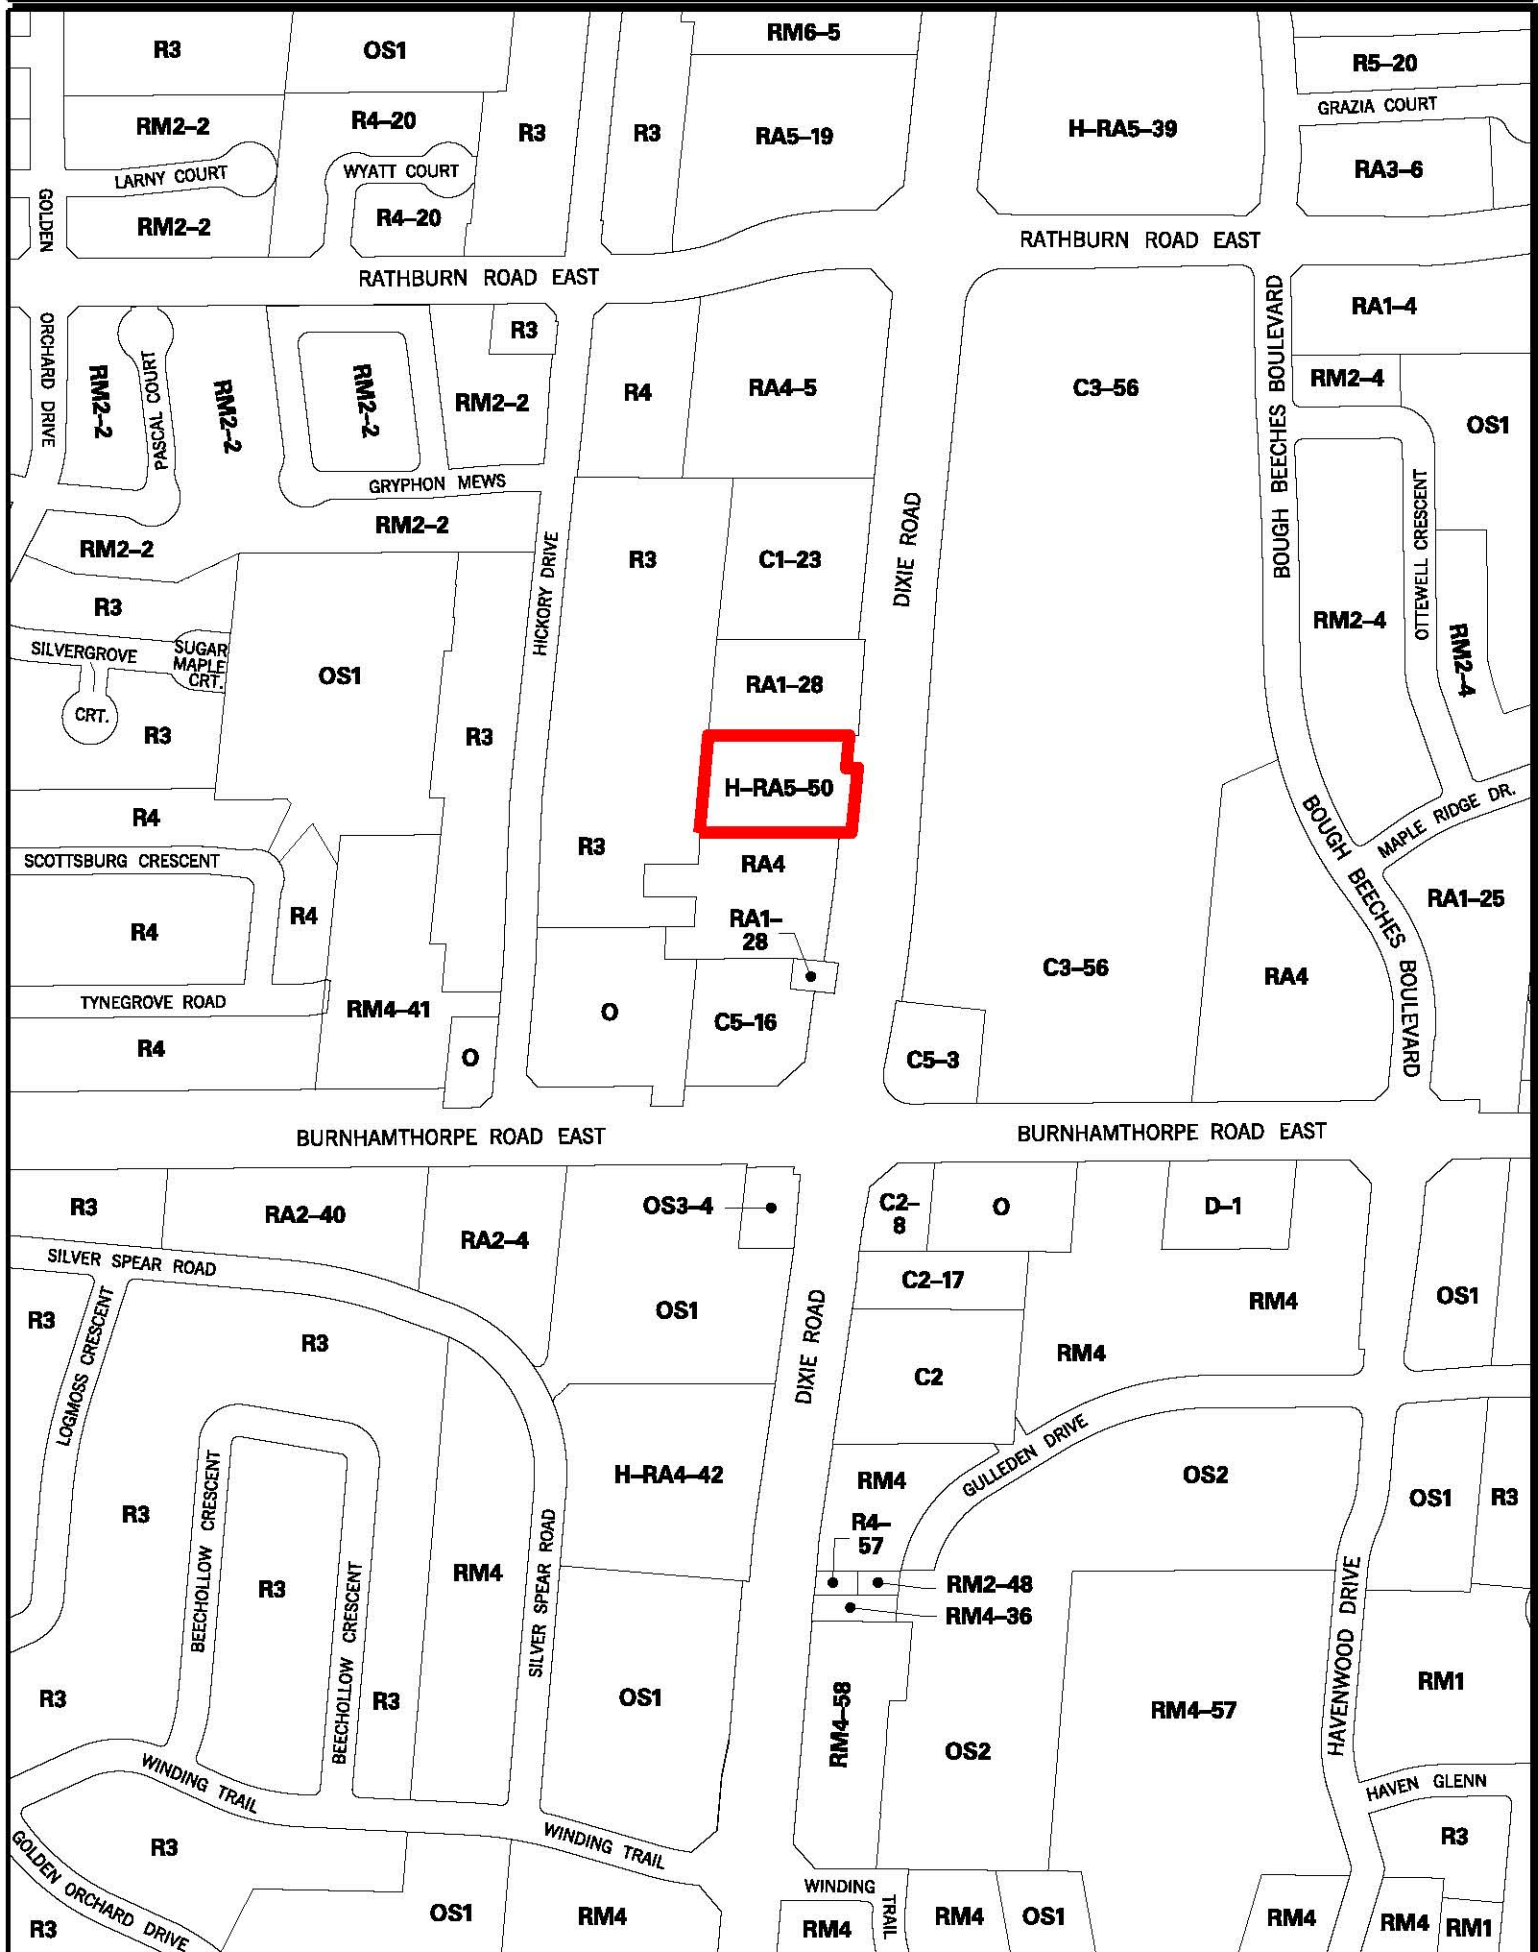 RM6–5
R3
OS1
R5–20
GRAZIA COURT
RM2–2
R4–20
R3
R3
RA5–19
H–RA5–39
RA3–6
LARNY COURT
WYATT COURT
GOLDEN
RM2–2
R4–20
RATHBURN ROAD EAST
RATHBURN ROAD EAST
ORCHARD DRIVE
R3
RA1–4
RM2–2
PASCAL COURT
RM2–2
RM2–2
RM2–2
R4
RA4–5
C3–56
BOUGH BEECHES BOULEVARD
RM2–4
OS1
GRYPHON MEWS
RM2–2
RM2–2
HICKORY DRIVE
R3
C1–23
DIXIE ROAD
OTTEWELL CRESCENT
R3
RM2–4
RM2–4
SILVERGROVE
CRT.
SUGAR
MAPLE
CRT.
OS1
RA1–28
R3
R3
H–RA5–50
R4
BOUGH BEECHES BOULEVARD
MAPLE RIDGE DR.
SCOTTSBURG CRESCENT
R3
RA4
R4
R4
RA1–
28
RA1–25
C3–56
RA4
TYNEGROVE ROAD
RM4–41
O
C5–16
R4
O
C5–3
BURNHAMTHORPE ROAD EAST
BURNHAMTHORPE ROAD EAST
R3
RA2–40
RA2–4
OS3–4
C2–
8
O
D–1
SILVER SPEAR ROAD
C2–17
LOGMOSS CRESCENT
R3
R3
OS1
DIXIE ROAD
RM4
OS1
RM4
C2
GULLEDEN DRIVE
H–RA4–42
RM4
OS2
OS1
R3
R3
BEECHOLLOW CRESCENT
R3
BEECHOLLOW CRESCENT
RM4
SILVER SPEAR ROAD
R4–
57
RM2–48
RM4–36
HAVENWOOD DRIVE
R3
R3
OS1
RM4–58
OS2
RM4–57
RM1
WINDING TRAIL
HAVEN GLENN
R3
WINDING TRAIL
R3
GOLDEN ORCHARD DRIVE
WINDING
TRAIL
R3
OS1
RM4
RM4
RM4
OS1
RM4
RM4
RM1